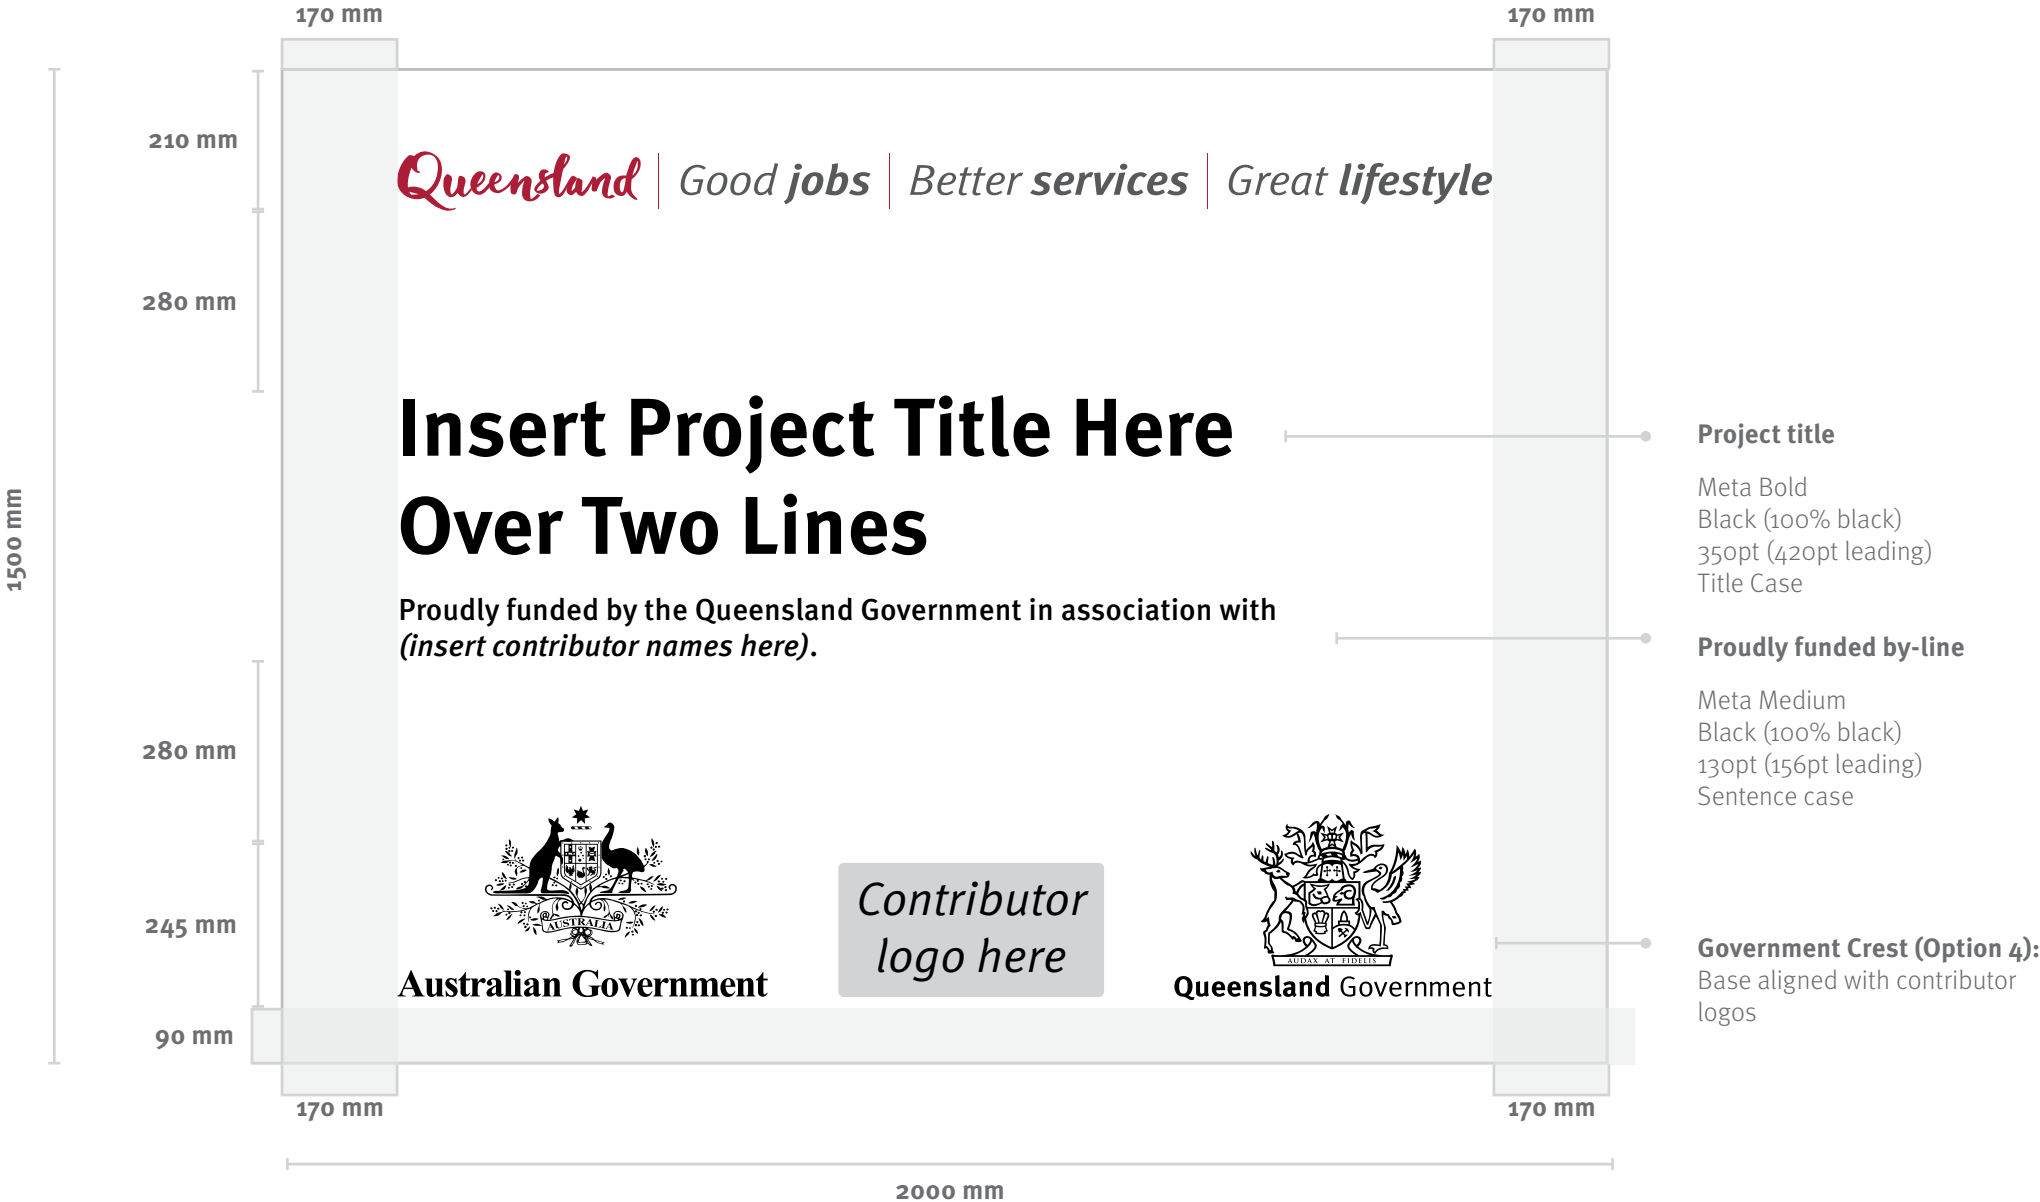 170 mm
170 mm
210 mm
Queensland | Good jobs | Better services | Great lifestyle
280 mm
1500 mm
Insert Project Title Here
Over Two Lines
Proudly funded by the Queensland Government in association with
(insert contributor names here).
Project title
Meta Bold
Black (100% black)
350pt (420pt leading)
Title Case
Proudly funded by-line
Meta Medium
Black (100% black)
130pt (156pt leading)
Sentence case
280 mm
245 mm
AUSTRALIA
Australian Government
Contributor
logo here
AUDAX AT FIDELIS
Queensland Government
Government Crest (Option 4):
Base aligned with contributor
logos
90 mm
170 mm
170 mm
2000 mm